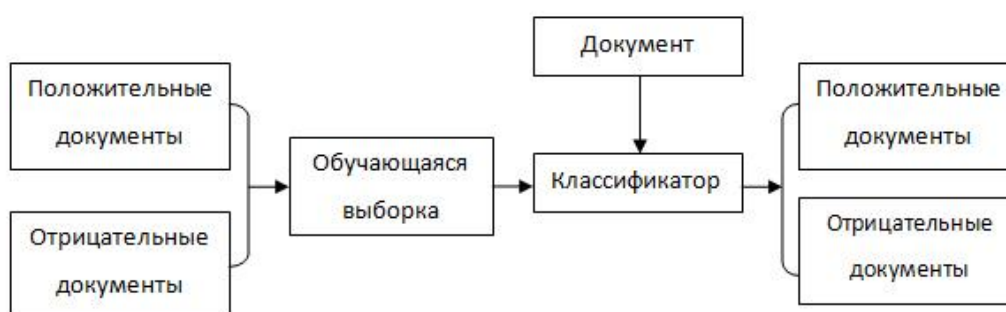 Положительные
документы
Отрицательные
документы
Обучающаяся
выборка
Документ
Классификатор
Положительные
документы
Отрицательные
документы